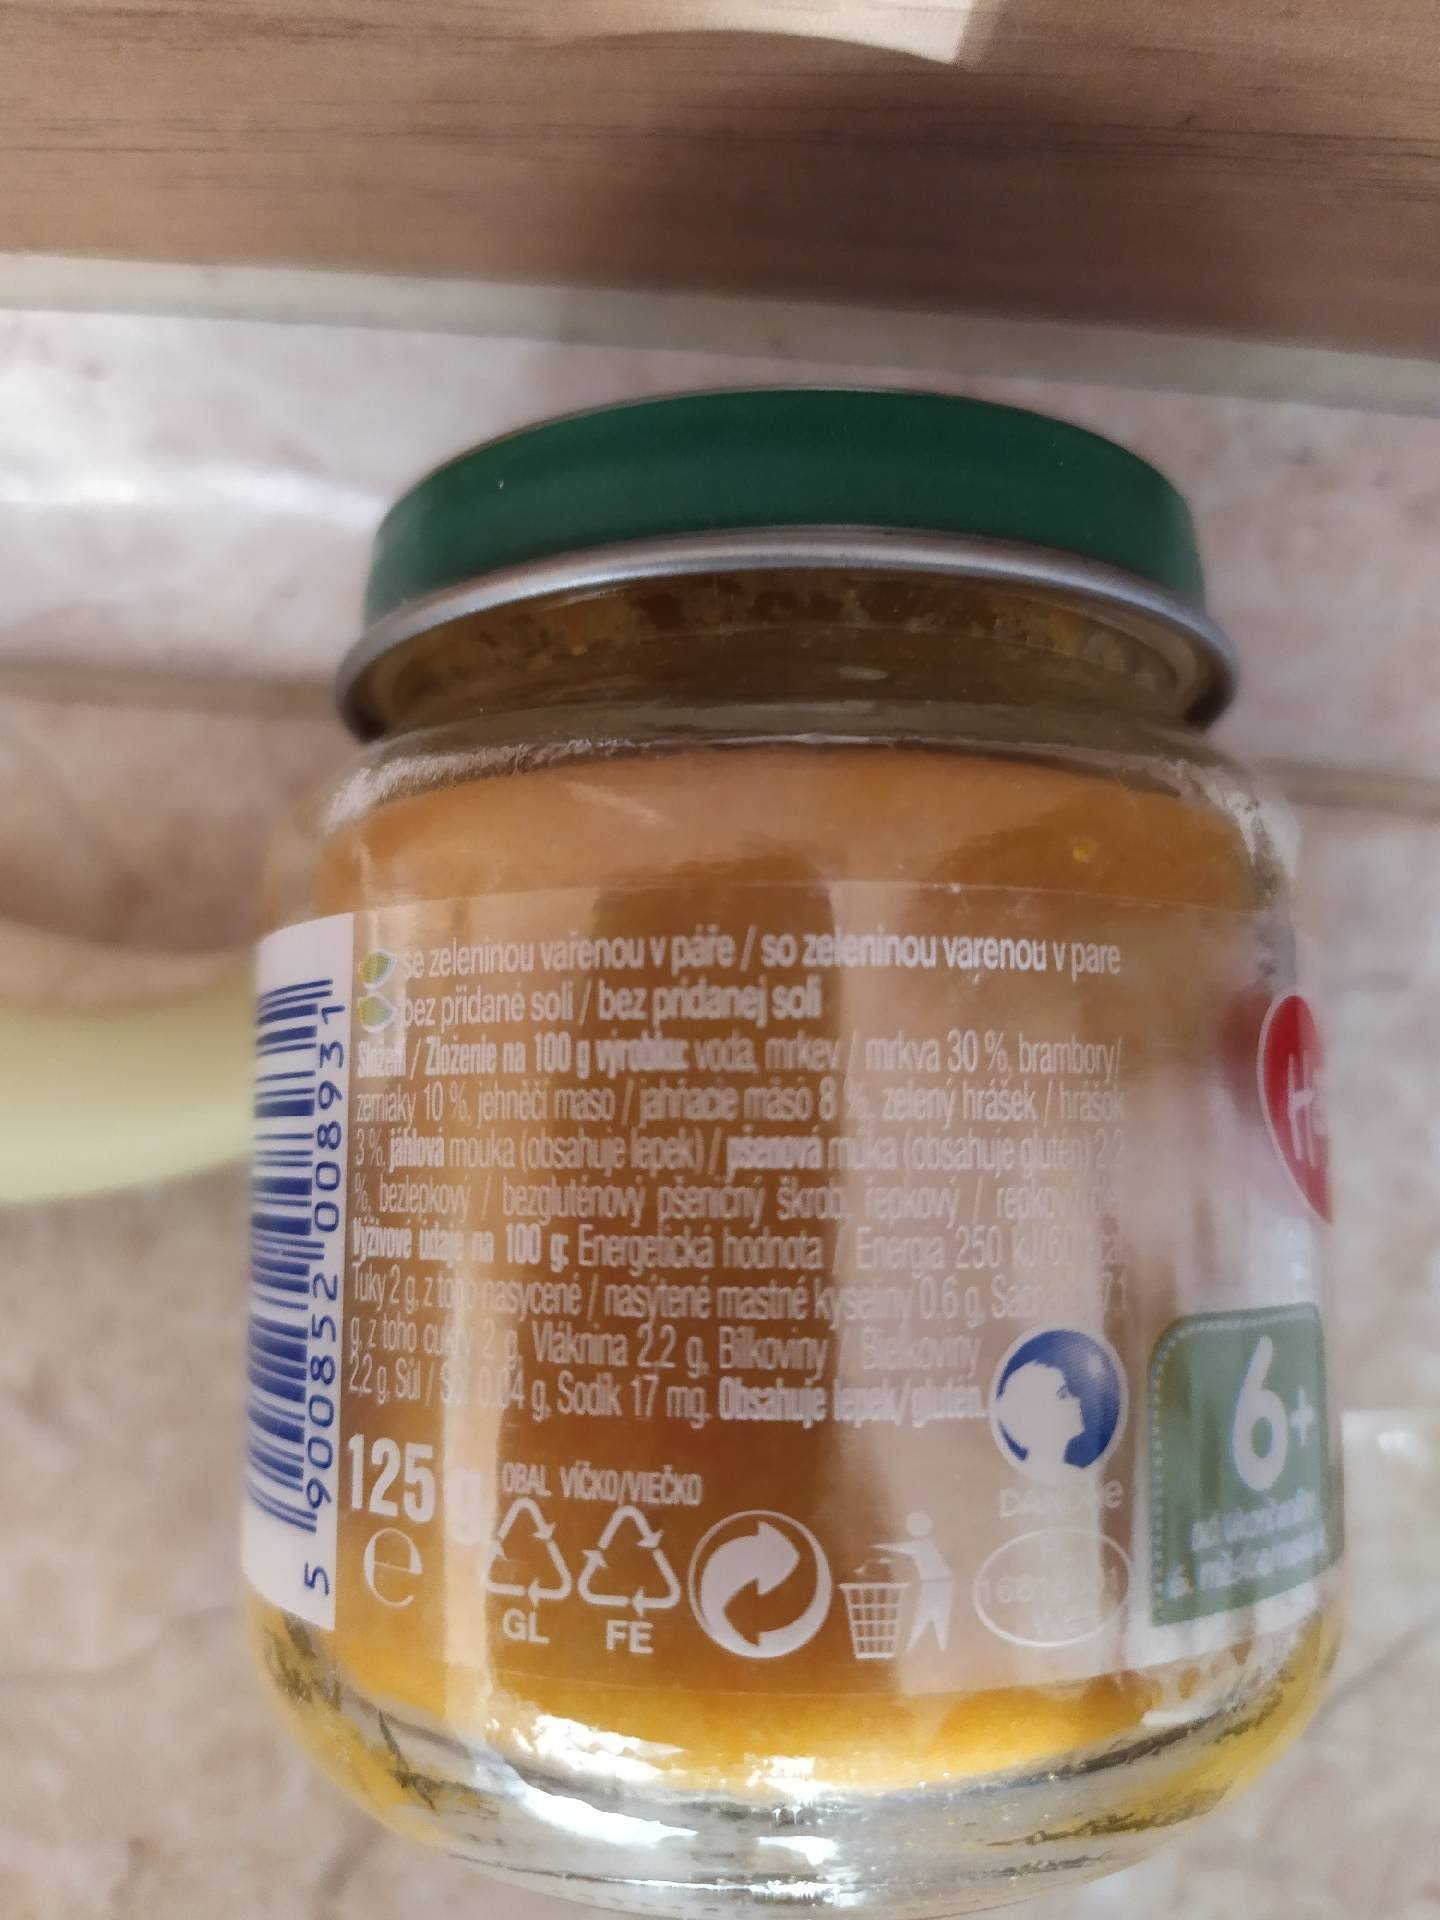 se zeleninou vařenou v páře / so zeleninou varenou v pare
bez přidané soli / bez pridanej soli
Složení / Zloženie na 100 g výrobku: voda, mrkev / mrkva 30 %, brambory/
zemiaky 10 %, jehněčí maso / jahňacie mäso 8 %, zelený hrášek / hrášok
3 %, jáhlová mouka (obsahuje lepek) / pšenová múka (obsahuje glutén) 2,2
%, bezlepkový / bezgluténový pšeničný škrob, řepkový /
Výživové údaje na 100 g: Energetická hodnota / Energia 250
Tuky 2 g, z toho nasycené / nasýtené mastné kyseliny 0,6 g,
g, z toho cukry 2 g, Vláknina 2,2 g, Bílkoviny / Bielkoviny
2,2 g, Sůl / Soľ 0,04 g, Sodík 17 mg. Obsahuje lepek/glutén.
125 g
e
OBAL VÍČKO/VIEČKO
GL FE
DANONE
6+
5 900852 008931